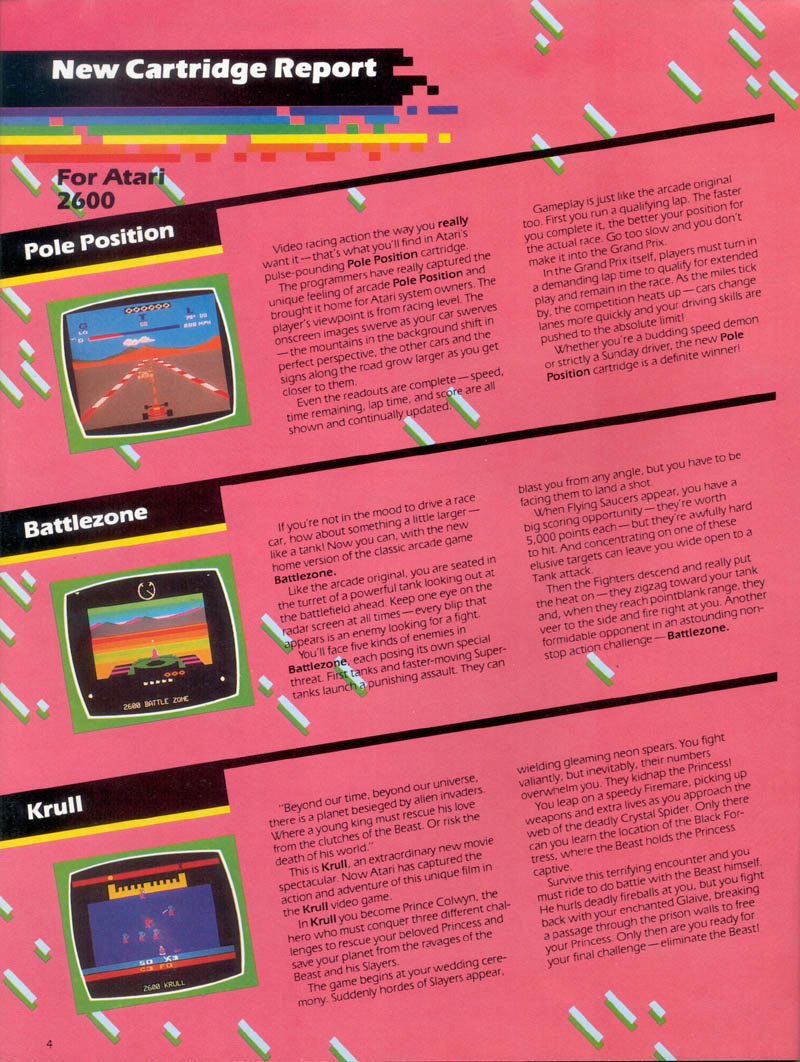 New Cartridge Report
For Atari
2600
Pole Position
Video racing action the way you really
want it — that's what you'll find in Atari's
pulse-pounding Pole Position cartridge.
The programmers have really captured the
unique feeling of arcade Pole Position and
brought it home for Atari system owners. The
player's viewpoint is from racing level. The
onscreen images swerve as your car swerves
— the mountains in the background shift in
perfect perspective, the other cars and the
signs along the road grow larger as you get
closer to them.
Even the readouts are complete — speed,
time remaining, lap time, and score are all
shown and continually updated.
Gameplay is just like the arcade original
too. First you run a qualifying lap. The faster
you complete it, the better your position for
the actual race. Go too slow and you don't
make it into the Grand Prix.
In the Grand Prix itself, players must turn in
a demanding lap time to qualify for extended
play and remain in the race. As the miles tick
by, the competition heats up — cars change
lanes more quickly and your driving skills are
pushed to the absolute limit!
Whether you're a budding speed demon
or strictly a Sunday driver, the new Pole
Position cartridge is a definite winner!
Battlezone
2600 BATTLE ZONE
If you're not in the mood to drive a race
car, how about something a little larger —
like a tank! Now you can, with the new
home version of the classic arcade game
Battlezone.
Like the arcade original, you are seated in
the turret of a powerful tank looking out at
the battlefield ahead. Keep one eye on the
radar screen at all times — every blip that
appears is an enemy looking for a fight.
You'll face five kinds of enemies in
Battlezone, each posing its own special
threat. First tanks and faster-moving Super-
tanks launch a punishing assault. They can
blast you from any angle, but you have to be
facing them to land a shot.
When Flying Saucers appear, you have a
big scoring opportunity — they're worth
5,000 points each — but they're awfully hard
to hit. And concentrating on one of these
elusive targets can leave you wide open to a
Tank attack.
Then the Fighters descend and really put
the heat on — they zigzag toward your tank
and, when they reach pointblank range, they
veer to the side and fire right at you. Another
formidable opponent in an astounding non-
stop action challenge — Battlezone.
Krull
2600 KRULL
"Beyond our time, beyond our universe,
there is a planet besieged by alien invaders.
Where a young king must rescue his love
from the clutches of the Beast. Or risk the
death of his world."
This is Krull, an extraordinary new movie
spectacular. Now Atari has captured the
action and adventure of this unique film in
the Krull video game.
In Krull you become Prince Colwyn, the
hero who must conquer three different chal-
lenges to rescue your beloved Princess and
save your planet from the ravages of the
Beast and his Slayers.
The game begins at your wedding cere-
mony. Suddenly hordes of Slayers appear,
wielding gleaming neon spears. You fight
valiantly, but inevitably, their numbers
overwhelm you. They kidnap the Princess!
You leap on a speedy Firemare, picking up
weapons and extra lives as you approach the
web of the deadly Crystal Spider. Only there
can you learn the location of the Black For-
tress, where the Beast holds the Princess
captive.
Survive this terrifying encounter and you
must ride to do battle with the Beast himself.
He hurls deadly fireballs at you, but you fight
back with your enchanted Glaive, breaking
a passage through the prison walls to free
your Princess. Only then are you ready for
your final challenge — eliminate the Beast!
4